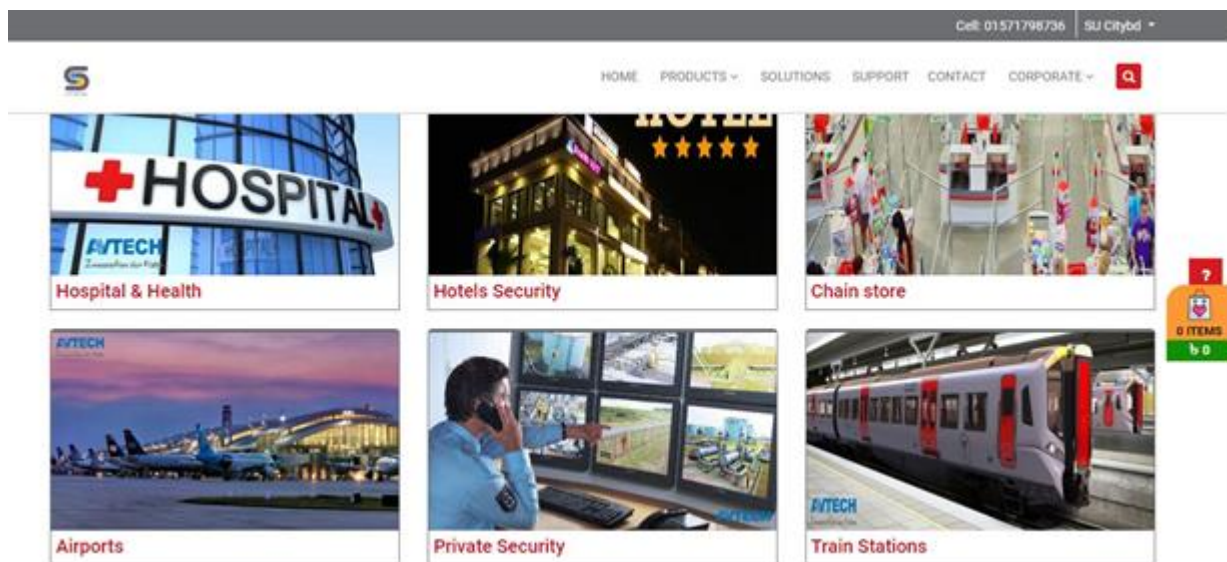 Cell: 01571798736 SU Citybd
HOME PRODUCTS SOLUTIONS SUPPORT CONTACT CORPORATE
HOTEL
HOSPITAL
AVTECH
Hospital & Health
Hotels Security
Chain store
?
0 ITEMS
৳ 0
AVTECH
AVTECH
AVTECH
Airports
Private Security
Train Stations